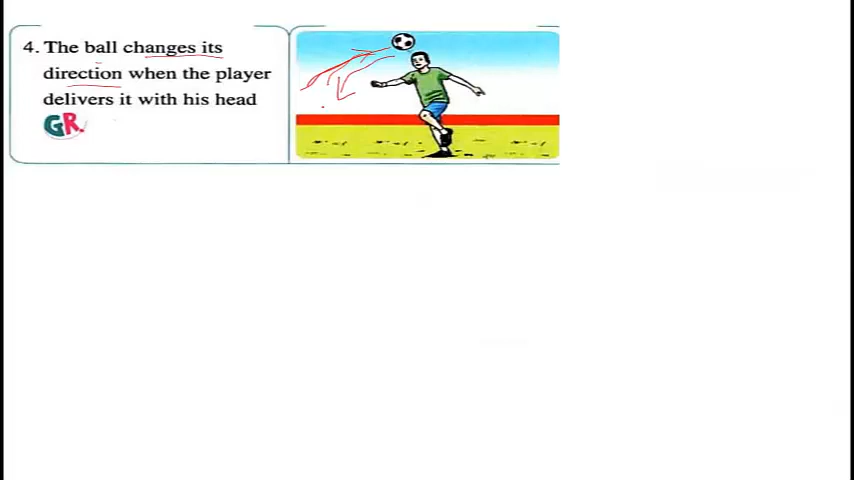 4. The ball changes its
direction when the player
delivers it with his head
GR.